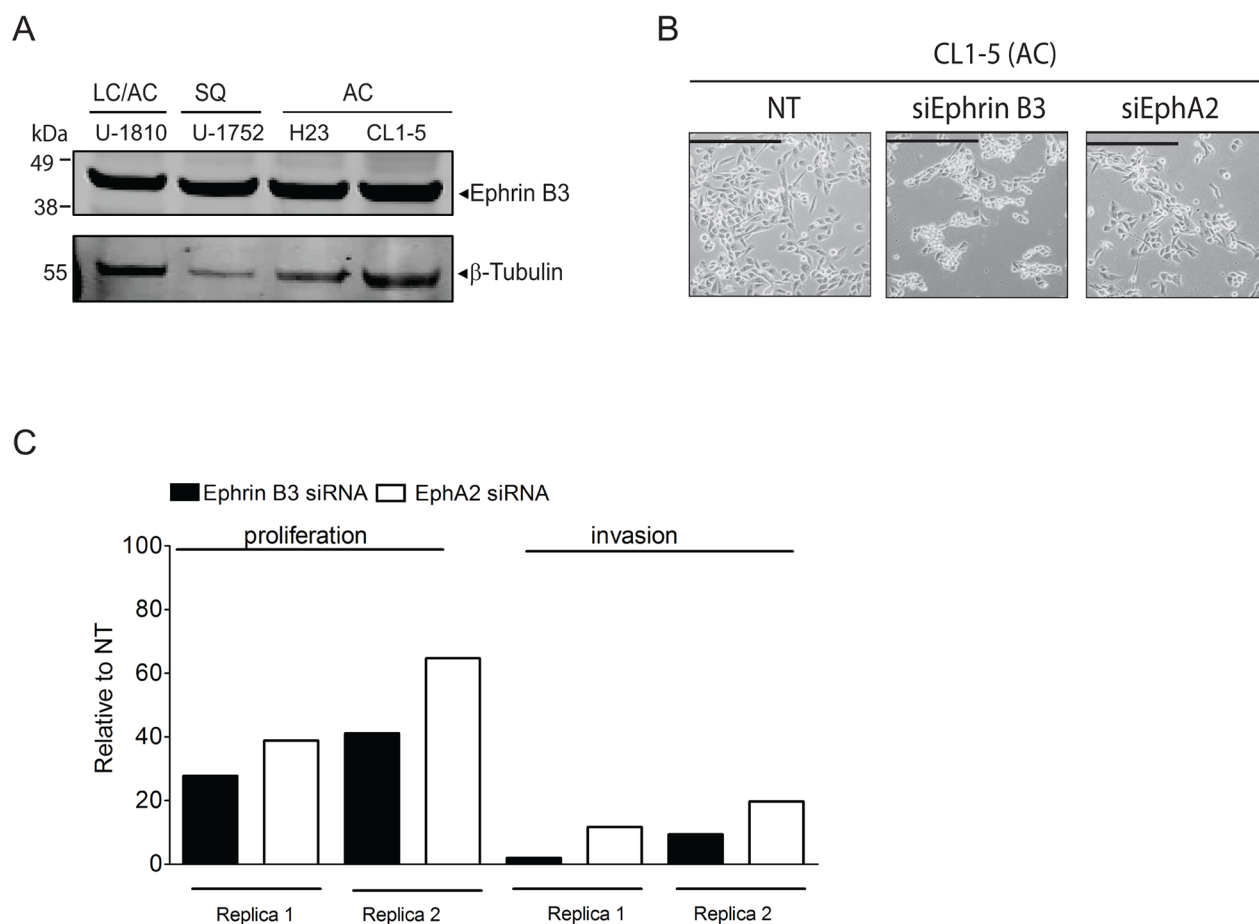 A
LC/AC SQ AC
kDa U-1810 U-1752 H23 CL1-5
49
Ephrin B3
38
55 β-Tubulin
B
CL1-5 (AC)
NT siEphrin B3 siEphA2
C
Ephrin B3 siRNA EphA2 siRNA
proliferation invasion
100
80
60
40
20
0
Relative to NT
Replica 1 Replica 2 Replica 1 Replica 2